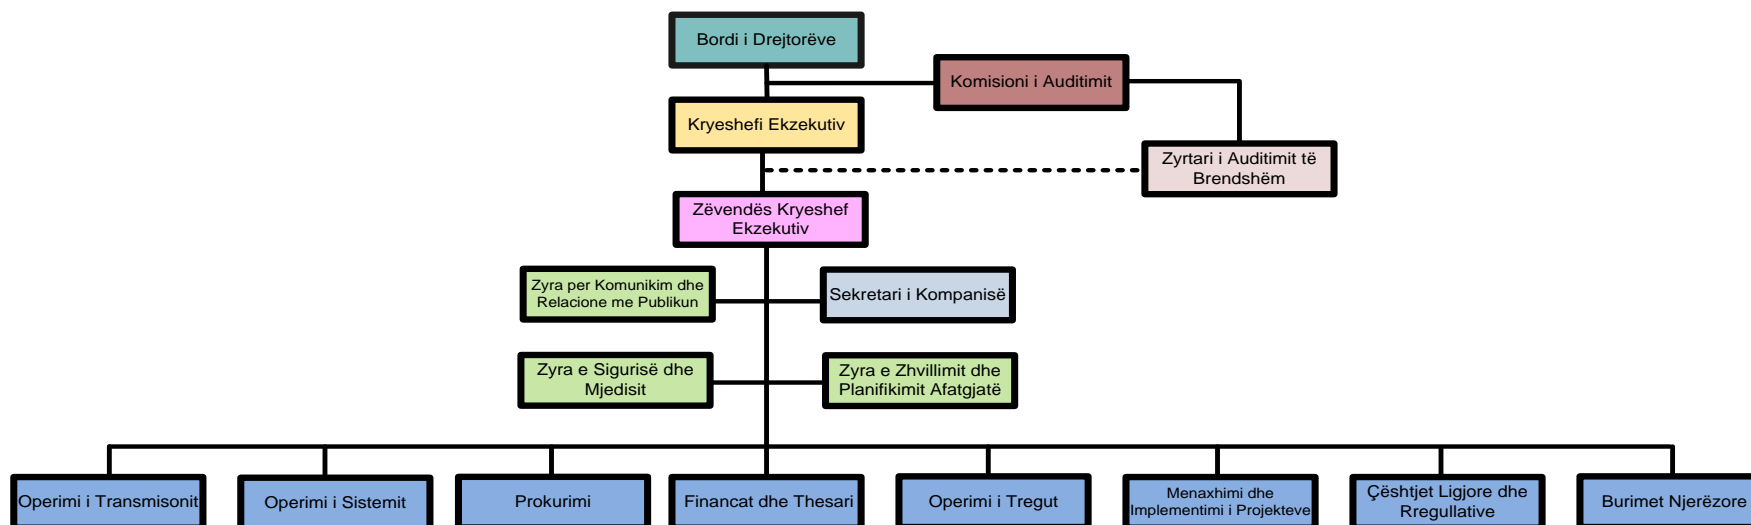 Bordi i Drejtorëve
Komisioni i Auditimit
Kryeshefi Ekzekutiv
Zyrtari i Auditimit të
Brendshëm
Zëvendës Kryeshef
Ekzekutiv
Zyra per Komunikim dhe
Relacione me Publikun
Sekretari i Kompanisë
Zyra e Sigurisë dhe
Mjedisit
Zyra e Zhvillimit dhe
Planifikimit Afatgjatë
Operimi i Transmisonit
Operimi i Sistemit
Prokurimi
Financat dhe Thesari
Operimi i Tregut
Menaxhimi dhe
Implementimi i Projekteve
Çështjet Ligjore dhe
Rregullative
Burimet Njerëzore